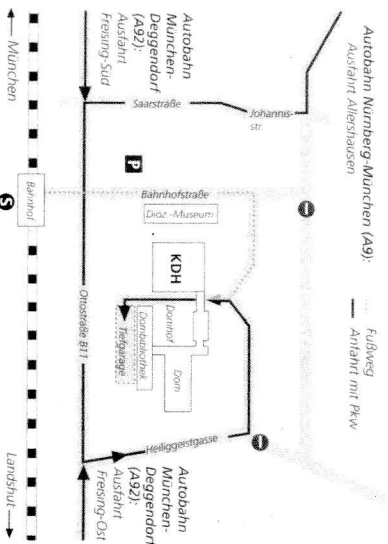 Autobahn Nürnberg-München (A9):
Ausfahrt Allershausen
Fußweg
Anfahrt mit Pkw
Autobahn
München-
Deggendorf
(A92):
Ausfahrt
Freising-Süd
Saarstraße
Johannis-
str
P
Bahnhofstraße
Dioz.-Museum
KDH
Domhof
Dom
Dombibliothek
Tiefgarage
Heiliggeistgasse
Ottostraße B11
Autobahn
München-
Deggendorf
(A92):
Ausfahrt
Freising-Ost
Bahnhof
S
München
Landshut